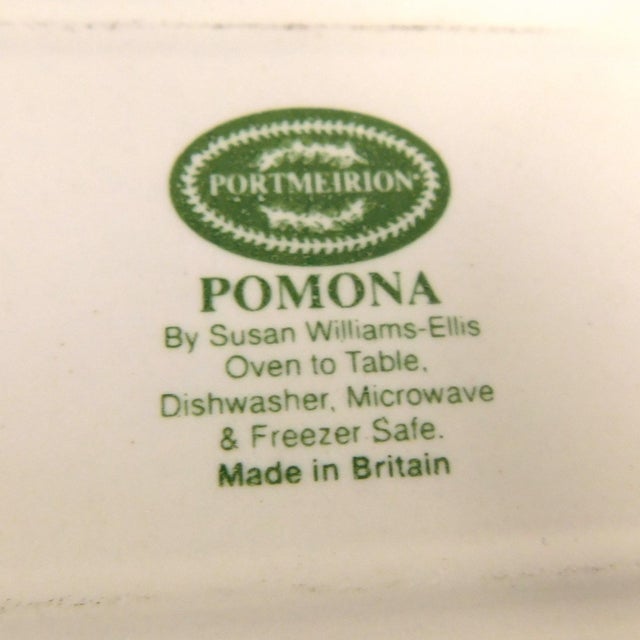 PORTMEIRION
POMONA
By Susan Williams-Ellis
Oven to Table,
Dishwasher, Microwave
& Freezer Safe.
Made in Britain